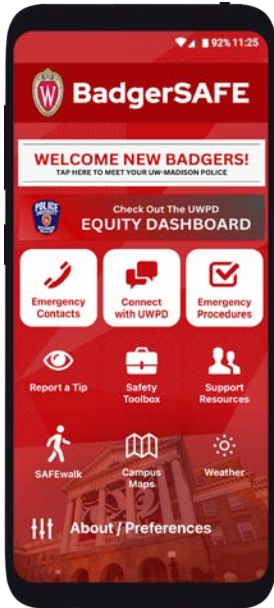 92% 11:25
BadgerSAFE
WELCOME NEW BADGERS!
TAP HERE TO MEET YOUR UW-MADISON POLICE
POLICE
Check Out The UWPD
EQUITY DASHBOARD
Emergency
Contacts
Connect
with UWPD
Emergency
Procedures
Report a Tip
Safety
Toolbox
Support
Resources
SAFEwalk
Campus
Maps
Weather
About / Preferences